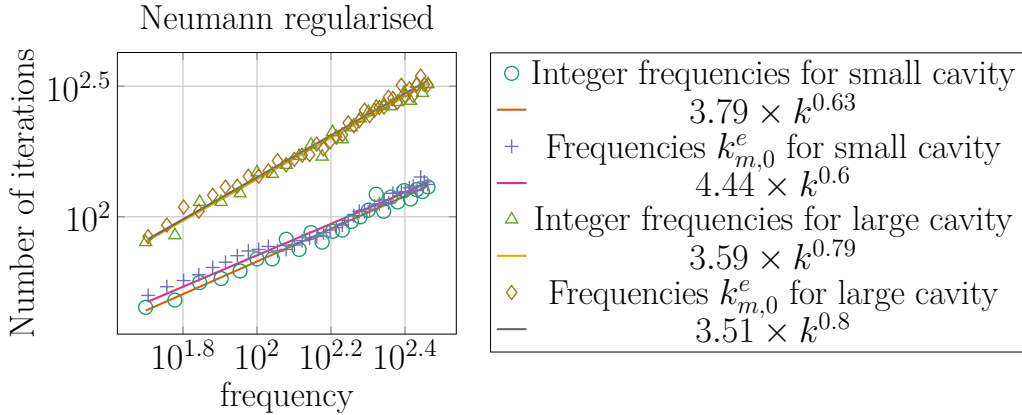 Neumann regularised
Number of iterations
10^{2.5}
10^2
10^{1.8} 10^2 10^{2.2} 10^{2.4}
frequency
Integer frequencies for small cavity
3.79 × k^{0.63}
Frequencies k^e_{m,0} for small cavity
4.44 × k^{0.6}
Integer frequencies for large cavity
3.59 × k^{0.79}
Frequencies k^e_{m,0} for large cavity
3.51 × k^{0.8}